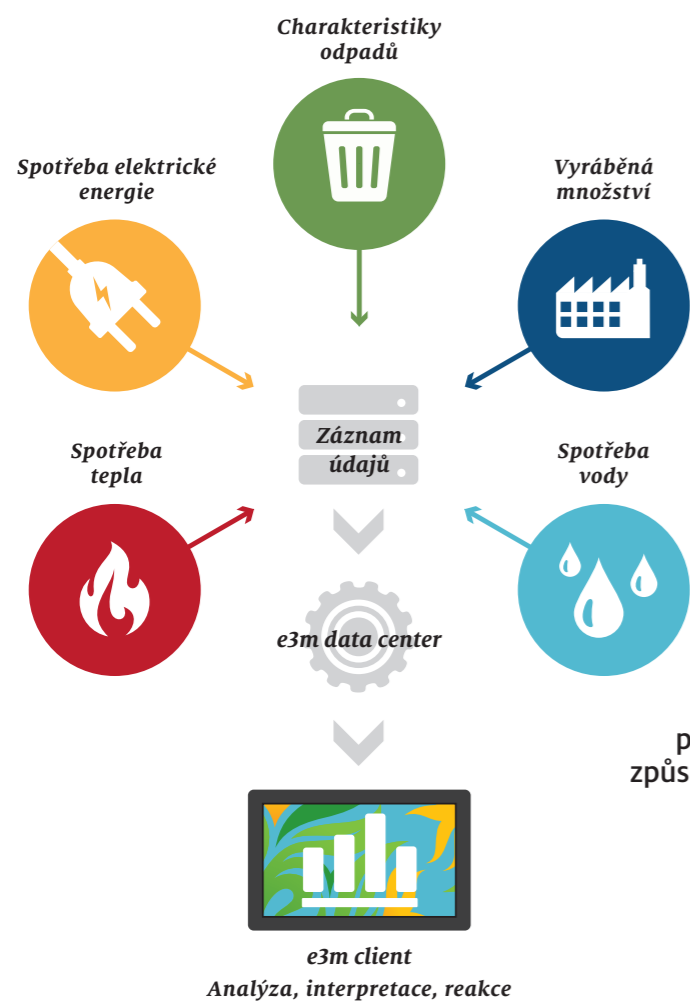 Charakteristiky
odpadů
Spotřeba elektrické
energie
Vyráběná
množství
Záznam
údajů
Spotřeba
tepla
Spotřeba
vody
e3m data center
p
způs
e3m client
Analýza, interpretace, reakce